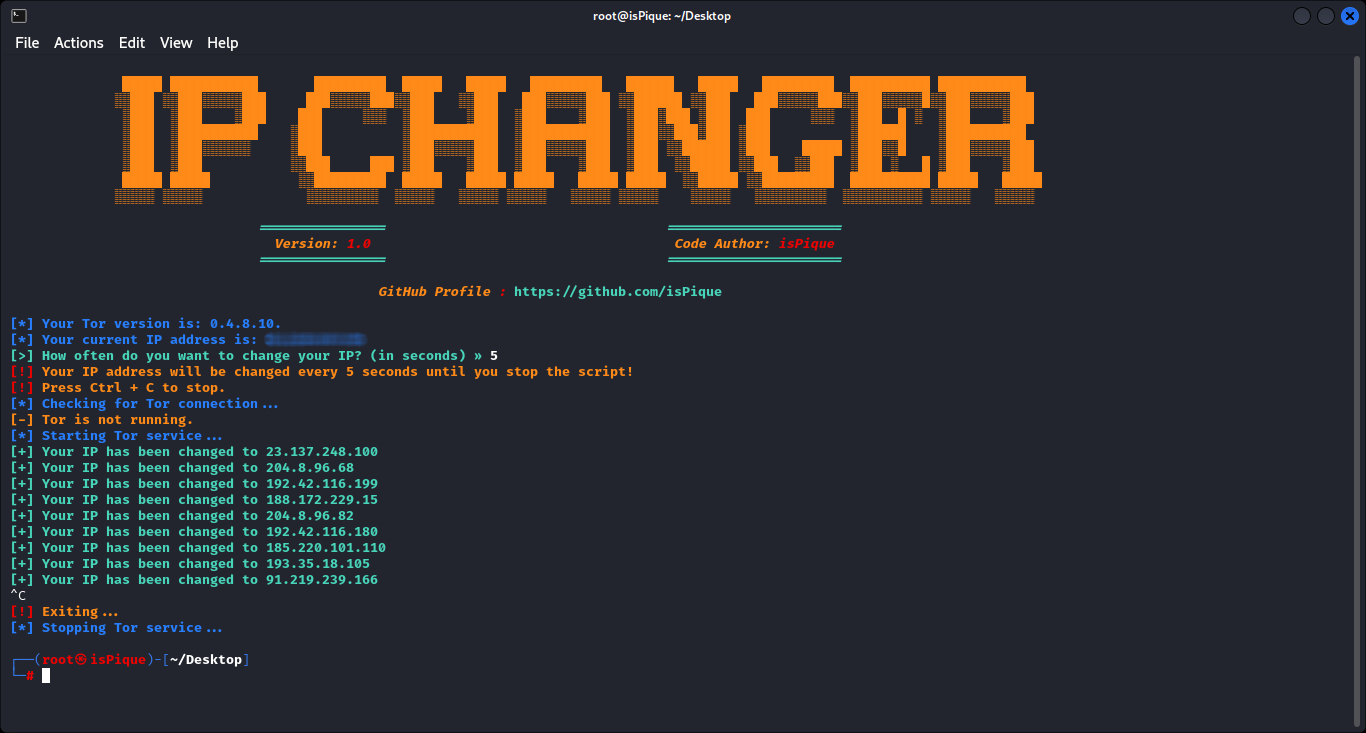 root@isPique: ~/Desktop
File Actions Edit View Help
IP CHANGER
Version: 1.0
Code Author: isPique
GitHub Profile : https://github.com/isPique
[*] Your Tor version is: 0.4.8.10.
[*] Your current IP address is:
[>] How often do you want to change your IP? (in seconds) » 5
[!] Your IP address will be changed every 5 seconds until you stop the script!
[!] Press Ctrl + C to stop.
[*] Checking for Tor connection...
[-] Tor is not running.
[*] Starting Tor service...
[+] Your IP has been changed to 23.137.248.100
[+] Your IP has been changed to 204.8.96.68
[+] Your IP has been changed to 192.42.116.199
[+] Your IP has been changed to 188.172.229.15
[+] Your IP has been changed to 204.8.96.82
[+] Your IP has been changed to 192.42.116.180
[+] Your IP has been changed to 185.220.101.110
[+] Your IP has been changed to 193.35.18.105
[+] Your IP has been changed to 91.219.239.166
^C
[!] Exiting...
[*] Stopping Tor service...
┌──(root㉿isPique)-[~/Desktop]
└─#